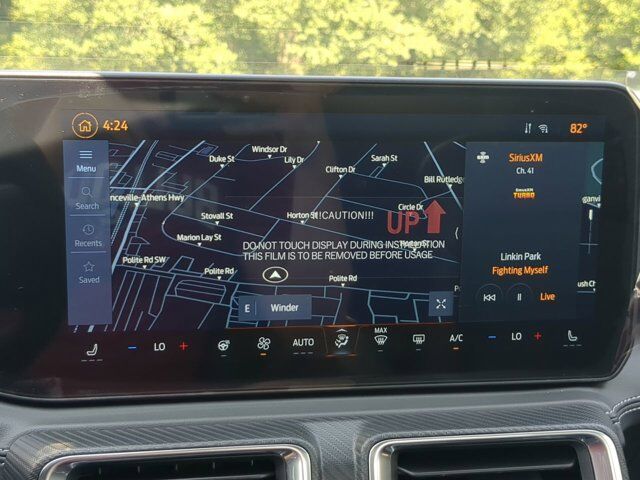 4:24
82°
Menu
Search
Recents
Saved
Windsor Dr
Duke St
Lily Dr
Sarah St
Clifton Dr
Bill Rutledge
nceville-Athens Hwy
Circle Dr
Stovall St
Horton St
!!CAUTION!!!
UP
Marion Lay St
DO NOT TOUCH DISPLAY DURING INSTALLATION
THIS FILM IS TO BE REMOVED BEFORE USAGE
Polite Rd SW
Polite Rd
Polite Rd
E
Winder
SiriusXM
Ch. 41
SiriusXM
TURBO
Linkin Park
Fighting Myself
Live
LO
AUTO
MAX
A/C
LO